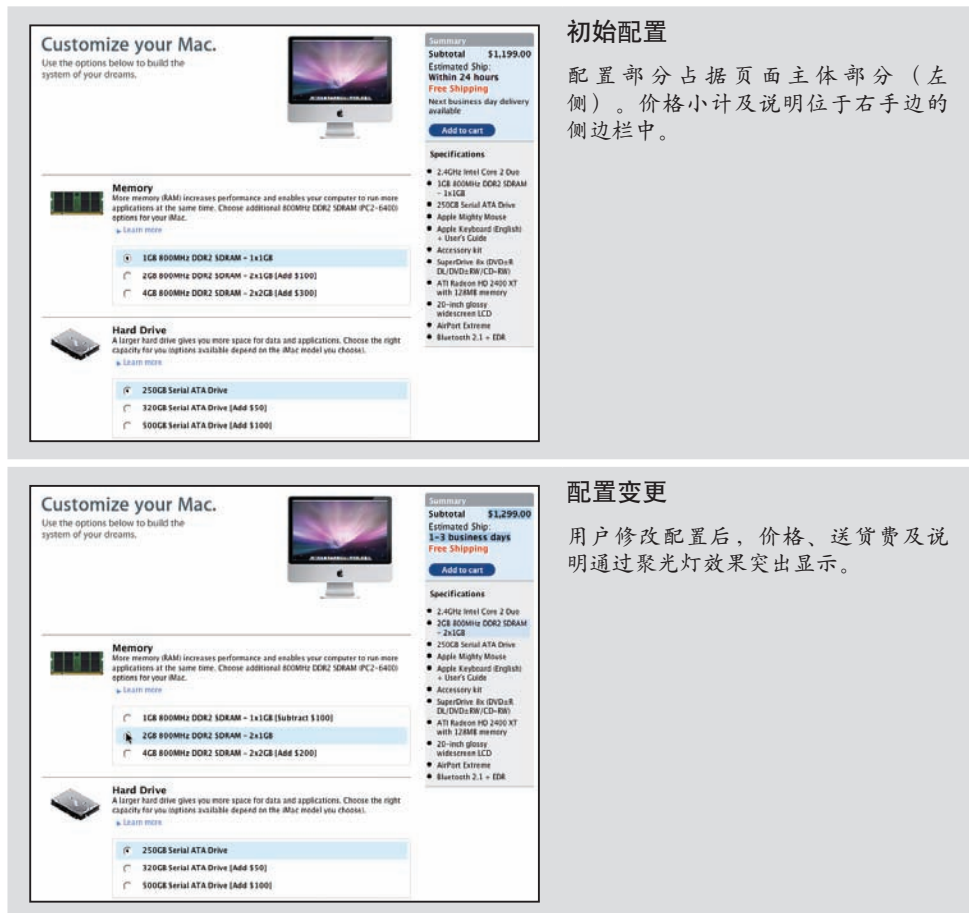 Customize your Mac.
Use the options below to build the
system of your dreams.
Summary
Subtotal $1,199.00
Estimated Ship:
Within 24 hours
Free Shipping
Next business day delivery
available
Add to cart
Specifications
2.4GHz Intel Core 2 Duo
1GB 800MHz DDR2 SDRAM
- 1x1GB
250GB Serial ATA Drive
Apple Mighty Mouse
Apple Keyboard (English)
+ User's Guide
Accessory kit
SuperDrive 8x (DVD±R
DL/DVD±RW/CD-RW)
ATI Radeon HD 2400 XT
with 128MB memory
20-inch glossy
widescreen LCD
AirPort Extreme
Bluetooth 2.1 + EDR
Memory
More memory (RAM) increases performance and enables your computer to run more
applications at the same time. Choose additional 800MHz DDR2 SDRAM (PC2-6400)
options for your iMac.
Learn more
1GB 800MHz DDR2 SDRAM - 1x1GB
2GB 800MHz DDR2 SDRAM - 2x1GB [Add $100]
4GB 800MHz DDR2 SDRAM - 2x2GB [Add $300]
Hard Drive
A larger hard drive gives you more space for data and applications. Choose the right
capacity for you (options available depend on the iMac model you choose).
Learn more
250GB Serial ATA Drive
320GB Serial ATA Drive [Add $50]
500GB Serial ATA Drive [Add $100]
初始配置
配置部分占据页面主体部分（左
侧）。价格小计及说明位于右手边的
侧边栏中。
Customize your Mac.
Use the options below to build the
system of your dreams.
Summary
Subtotal $1,299.00
Estimated Ship:
1-3 business days
Free Shipping
Add to cart
Specifications
2.4GHz Intel Core 2 Duo
2GB 800MHz DDR2 SDRAM
- 2x1GB
250GB Serial ATA Drive
Apple Mighty Mouse
Apple Keyboard (English)
+ User's Guide
Accessory kit
SuperDrive 8x (DVD±R
DL/DVD±RW/CD-RW)
ATI Radeon HD 2400 XT
with 128MB memory
20-inch glossy
widescreen LCD
AirPort Extreme
Bluetooth 2.1 + EDR
Memory
More memory (RAM) increases performance and enables your computer to run more
applications at the same time. Choose additional 800MHz DDR2 SDRAM (PC2-6400)
options for your iMac.
Learn more
1GB 800MHz DDR2 SDRAM - 1x1GB [Subtract $100]
2GB 800MHz DDR2 SDRAM - 2x1GB
4GB 800MHz DDR2 SDRAM - 2x2GB [Add $200]
Hard Drive
A larger hard drive gives you more space for data and applications. Choose the right
capacity for you (options available depend on the iMac model you choose).
Learn more
250GB Serial ATA Drive
320GB Serial ATA Drive [Add $50]
500GB Serial ATA Drive [Add $100]
配置变更
用户修改配置后，价格、送货费及说
明通过聚光灯效果突出显示。